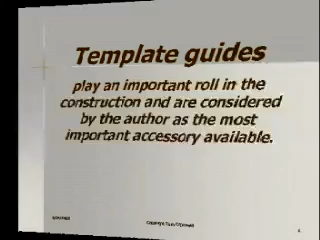 Template guides
play an important roll in the
construction and are considered
by the author as the most
important accessory available.